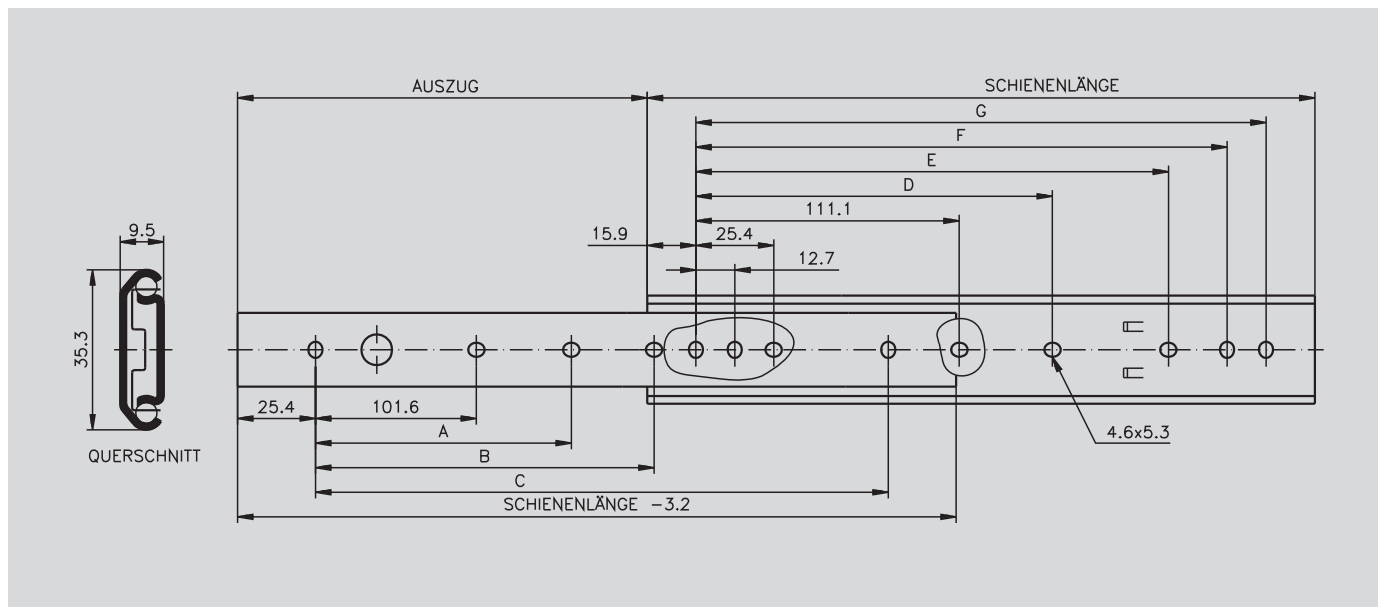 AUSZUG
SCHIENENLÄNGE
G
F
E
D
111.1
15.9
25.4
12.7
9.5
35.3
QUERSCHNITT
25.4
101.6
A
B
C
SCHIENENLÄNGE -3.2
4.6x5.3